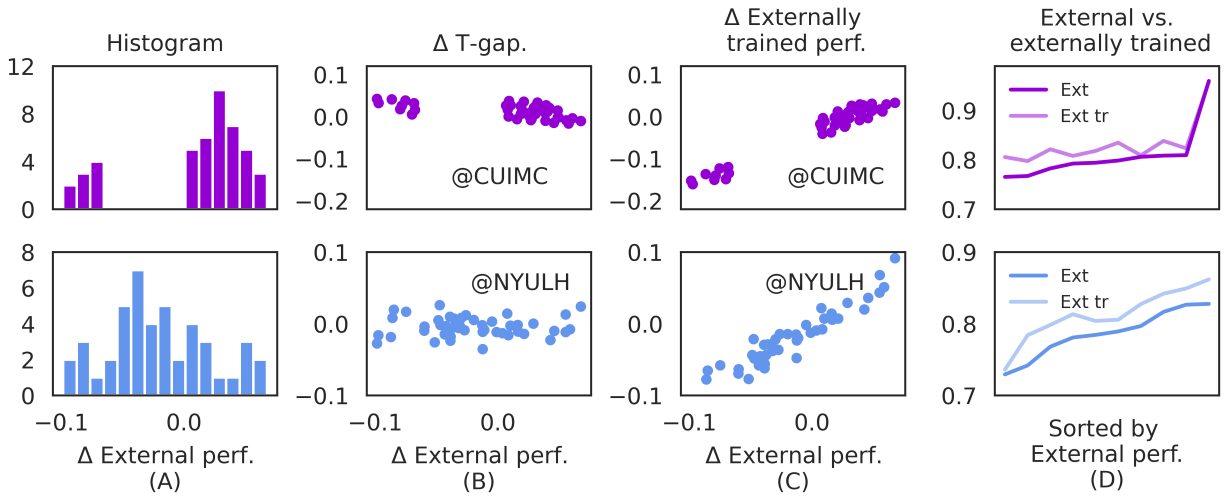 Histogram
Δ T-gap.
Δ Externally
trained perf.
External vs.
externally trained
12
8
4
0
0.1
0.0
−0.1
−0.2
@CUIMC
0.1
0.0
−0.1
−0.2
@CUIMC
0.9
0.8
0.7
Ext
Ext tr
8
6
4
2
0
−0.1
0.0
Δ External perf.
(A)
0.1
0.0
−0.1
@NYULH
−0.1
0.0
Δ External perf.
(B)
0.1
0.0
−0.1
@NYULH
−0.1
0.0
Δ External perf.
(C)
0.9
0.8
0.7
Ext
Ext tr
Sorted by
External perf.
(D)